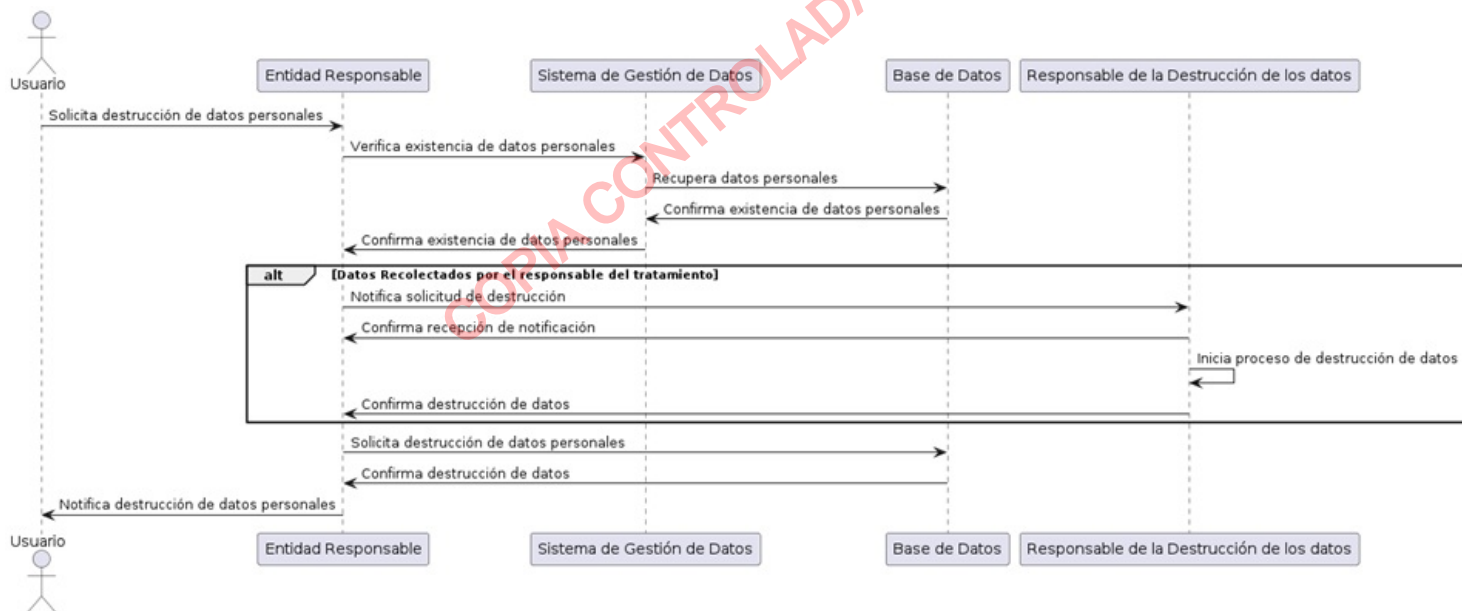 Usuario
Entidad Responsable
Sistema de Gestión de Datos
Base de Datos
Responsable de la Destrucción de los datos
Solicita destrucción de datos personales
Verifica existencia de datos personales
Recupera datos personales
Confirma existencia de datos personales
Confirma existencia de datos personales
alt
[Datos Recolectados por el responsable del tratamiento]
Notifica solicitud de destrucción
Confirma recepción de notificación
Inicia proceso de destrucción de datos
Confirma destrucción de datos
Solicita destrucción de datos personales
Confirma destrucción de datos
Notifica destrucción de datos personales
Usuario
Entidad Responsable
Sistema de Gestión de Datos
Base de Datos
Responsable de la Destrucción de los datos
COPIA CONTROLADA